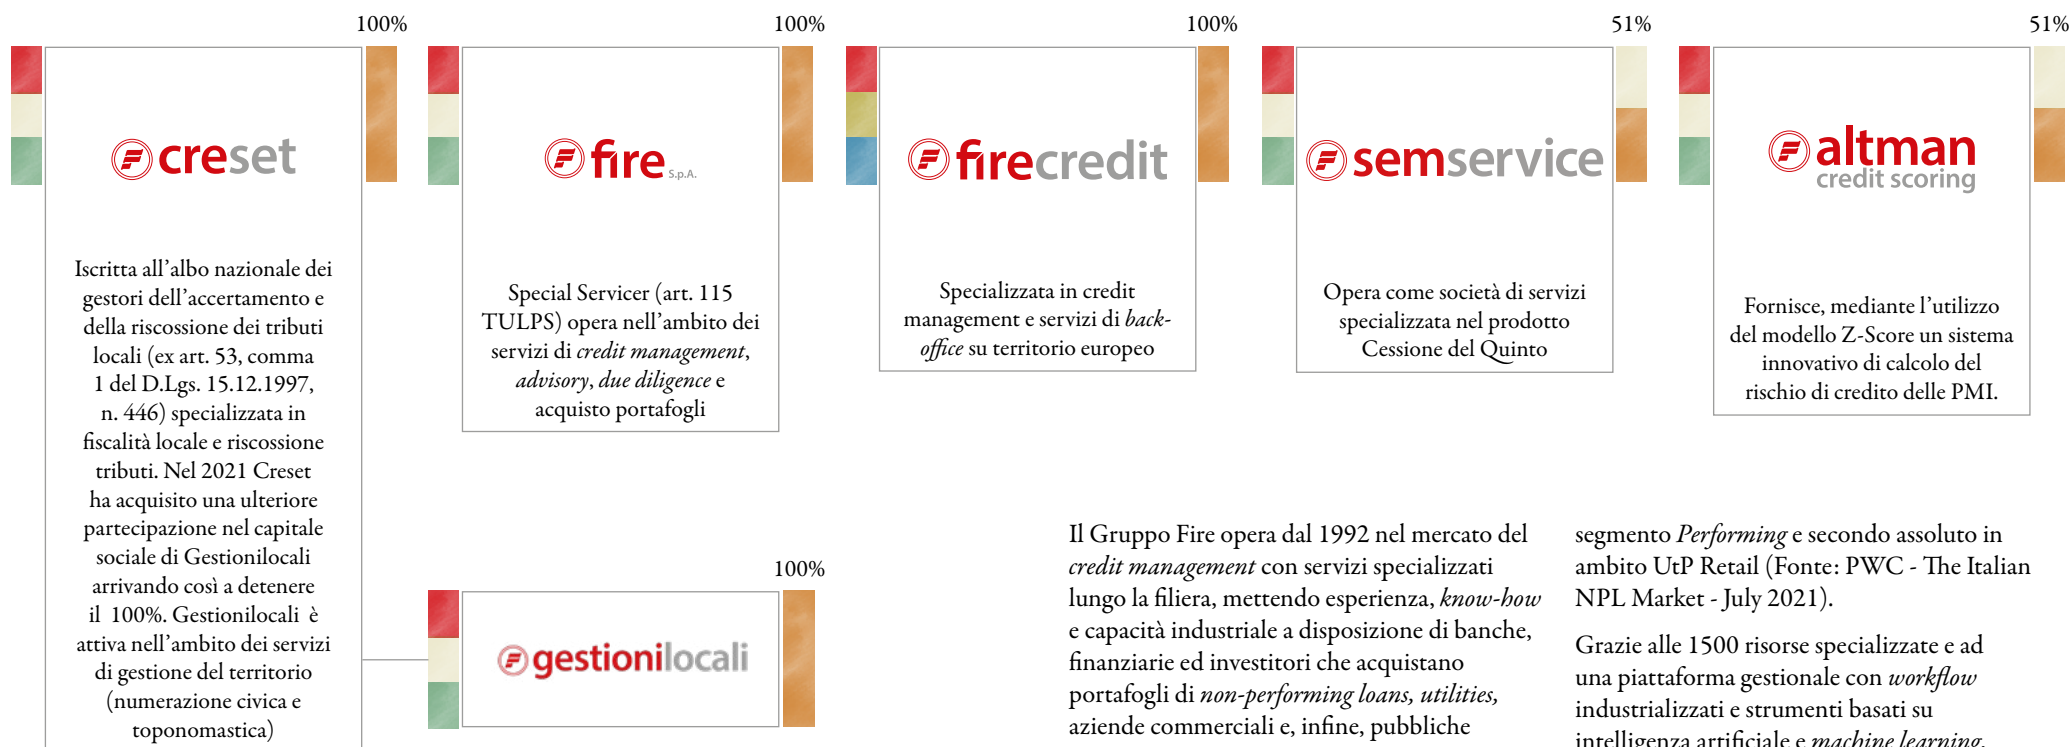 100%
creset
Iscritta all'albo nazionale dei
gestori dell'accertamento e
della riscossione dei tributi
locali (ex art. 53, comma
1 del D.Lgs. 15.12.1997,
n. 446) specializzata in
fiscalità locale e riscossione
tributi. Nel 2021 Creset
ha acquisito una ulteriore
partecipazione nel capitale
sociale di Gestionilocali
arrivando così a detenere
il 100%. Gestionilocali è
attiva nell'ambito dei servizi
di gestione del territorio
(numerazione civica e
toponomastica)
100%
fire S.p.A.
Special Servicer (art. 115
TULPS) opera nell'ambito dei
servizi di credit management,
advisory, due diligence e
acquisto portafogli
100%
firecredit
Specializzata in credit
management e servizi di back-
office su territorio europeo
51%
semservice
Opera come società di servizi
specializzata nel prodotto
Cessione del Quinto
51%
altman
credit scoring
Fornisce, mediante l'utilizzo
del modello Z-Score un sistema
innovativo di calcolo del
rischio di credito delle PMI.
100%
gestionilocali
Il Gruppo Fire opera dal 1992 nel mercato del
credit management con servizi specializzati
lungo la filiera, mettendo esperienza, know-how
e capacità industriale a disposizione di banche,
finanziarie ed investitori che acquistano
portafogli di non-performing loans, utilities,
aziende commerciali e, infine, pubbliche
segmento Performing e secondo assoluto in
ambito UtP Retail (Fonte: PWC - The Italian
NPL Market - July 2021).
Grazie alle 1500 risorse specializzate e ad
una piattaforma gestionale con workflow
industrializzati e strumenti basati su
intelligenza artificiale e machine learning,